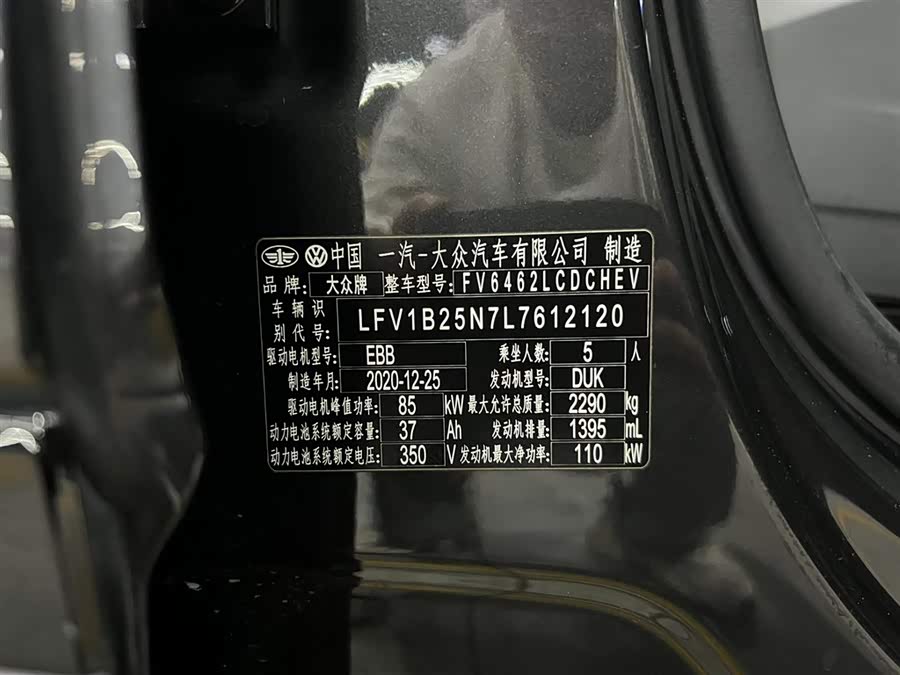 中国 一汽-大众汽车有限公司 制造
品牌: 大众牌 整车型号: FV6462LCDCHEV
车辆识别代号: LFV1B25N7L7612120
驱动电机型号: EBB 乘坐人数: 5 人
制造年月: 2020-12-25 发动机型号: DUK
驱动电机峰值功率: 85 kW 最大允许总质量: 2290 kg
动力电池系统额定容量: 37 Ah 发动机排量: 1395 mL
动力电池系统额定电压: 350 V 发动机最大净功率: 110 kW